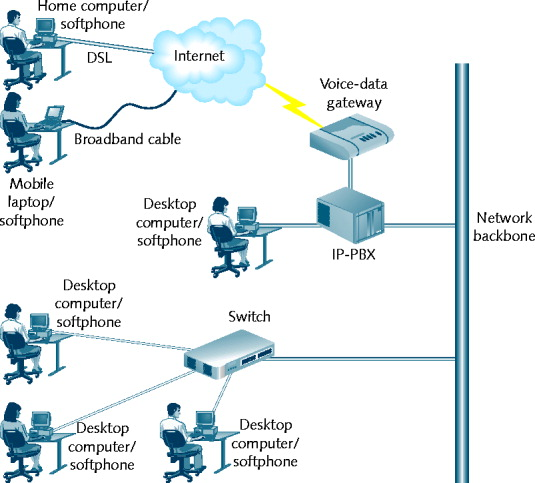 Home computer/
softphone
DSL
Internet
Broadband cable
Mobile
laptop/
softphone
Voice-data
gateway
Desktop
computer/
softphone
IP-PBX
Network
backbone
Desktop
computer/
softphone
Switch
Desktop
computer/
softphone
Desktop
computer/
softphone